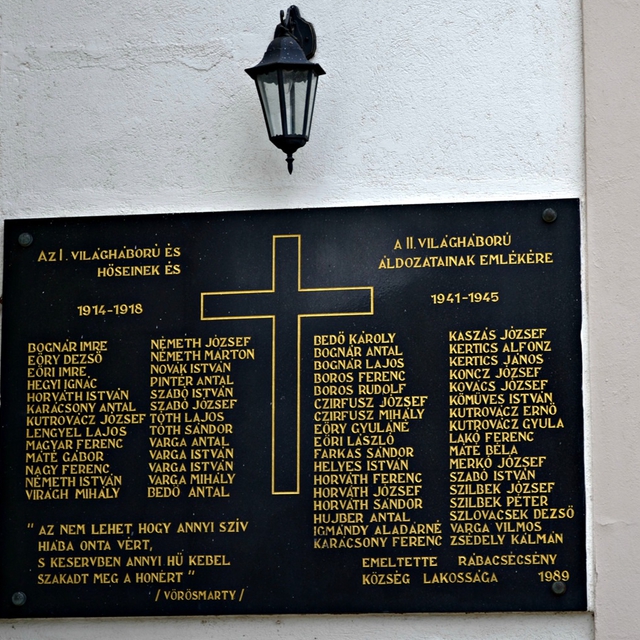 AZ I. VILÁGHÁBORÚ ÉS
HŐSEINEK ÉS
1914-1918
A II. VILÁGHÁBORÚ
ÁLDOZATAINAK EMLÉKÉRE
1941-1945
BOGNÁR IMRE
EŐRY DEZSŐ
EŐRI IMRE
HEGYI IGNÁC
HORVÁTH ISTVÁN
KARÁCSONY ANTAL
KUTROVÁCZ JÓZSEF
LENGYEL LAJOS
MAGYAR FERENC
MÁTÉ GÁBOR
NAGY FERENC
NÉMETH ISTVÁN
VIRÁGH MIHÁLY
NÉMETH JÓZSEF
NÉMETH MÁRTON
NOVÁK ISTVÁN
PINTÉR ANTAL
SZABÓ ISTVÁN
SZABÓ JÓZSEF
TÓTH LAJOS
TÓTH SÁNDOR
VARGA ANTAL
VARGA ISTVÁN
VARGA ISTVÁN
VARGA MIHÁLY
BEDŐ ANTAL
BEDŐ KÁROLY
BOGNÁR ANTAL
BOGNÁR LAJOS
BOROS FERENC
BOROS RUDOLF
CZIRFUSZ JÓZSEF
CZIRFUSZ MIHÁLY
EŐRY GYULÁNÉ
EŐRI LÁSZLÓ
FARKAS SÁNDOR
HELYES ISTVÁN
HORVÁTH FERENC
HORVÁTH JÓZSEF
HORVÁTH SÁNDOR
HUJBER ANTAL
IGMÁNDY ALADÁRNÉ
KARÁCSONY FERENC
KASZÁS JÓZSEF
KERTICS ALFONZ
KERTICS JÁNOS
KONCZ JÓZSEF
KOVÁCS JÓZSEF
KŐMŰVES ISTVÁN
KUTROVÁCZ ERNŐ
KUTROVÁCZ GYULA
LAKÓ FERENC
MÁTÉ BÉLA
MERKÓ JÓZSEF
SZABÓ ISTVÁN
SZILBEK JÓZSEF
SZILBEK PÉTER
SZLOVACSEK DEZSŐ
VARGA VILMOS
ZSÉDELY KÁLMÁN
" AZ NEM LEHET, HOGY ANNYI SZÍV
HIÁBA ONTA VÉRT,
S KESERVBEN ANNYI HŰ KEBEL
SZAKADT MEG A HONÉRT "
/VÖRÖSMARTY/
EMELTETTE RÁBACSÉCSÉNY
KÖZSÉG LAKOSSÁGA 1989